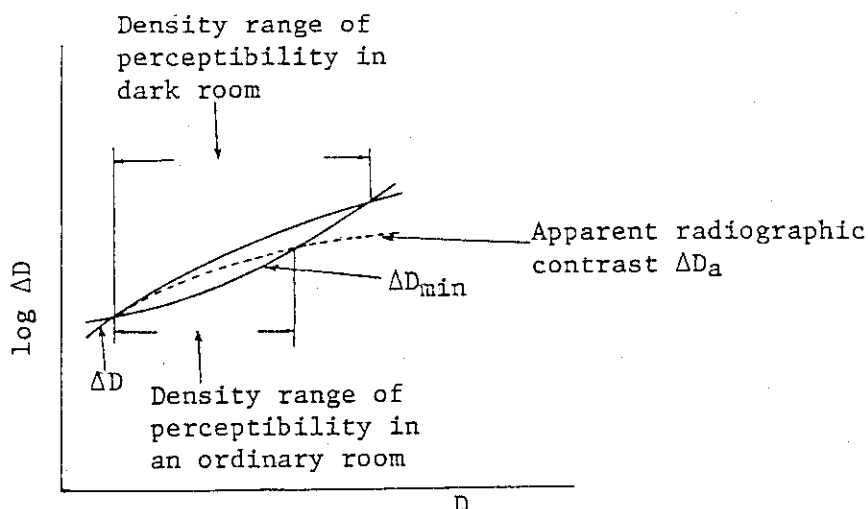 Density range of
perceptibility in
dark room
Apparent radiographic
contrast ΔDa
ΔDmin
log ΔD
ΔD
Density range of
perceptibility in
an ordinary room
D